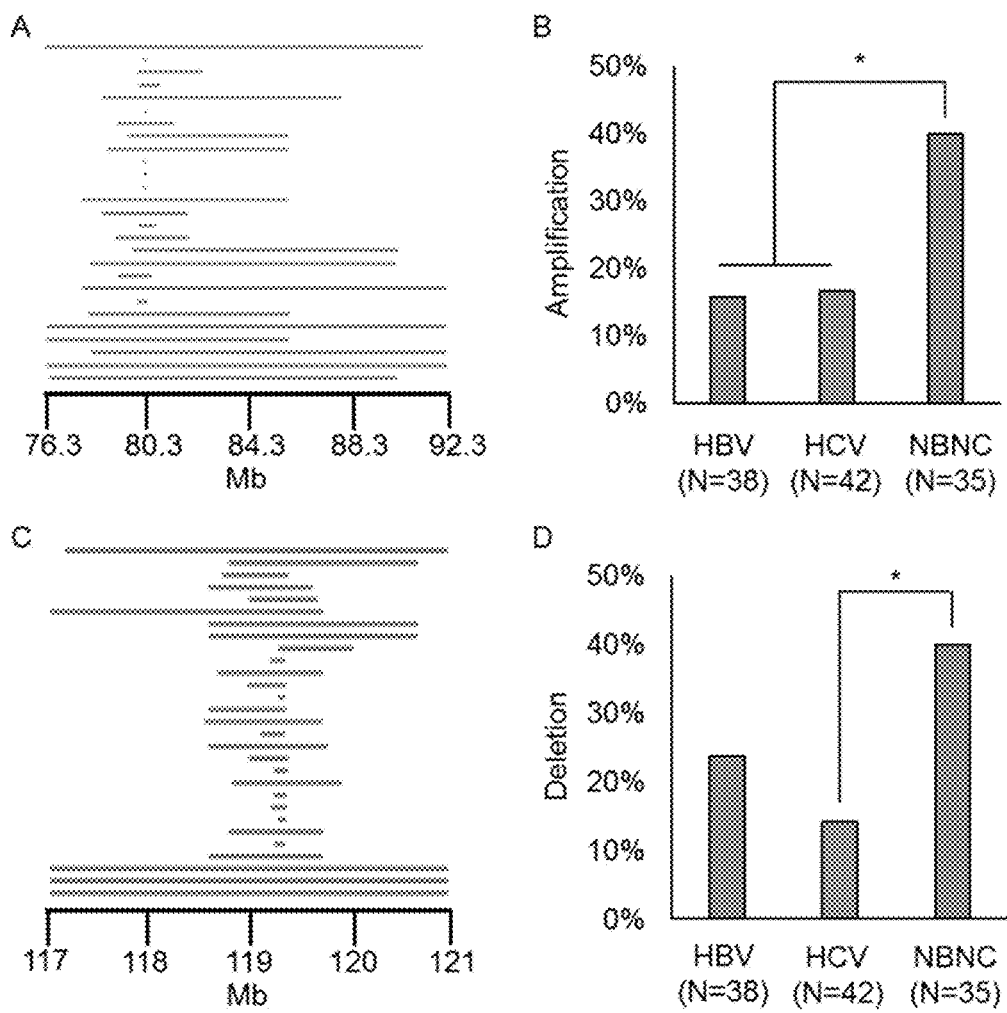 A
76.3 80.3 84.3 88.3 92.3
Mb
B
Amplification
50%
40%
30%
20%
10%
0%
*
HBV HCV NBNC
(N=38) (N=42) (N=35)
C
117 118 119 120 121
Mb
D
Deletion
50%
40%
30%
20%
10%
0%
*
HBV HCV NBNC
(N=38) (N=42) (N=35)